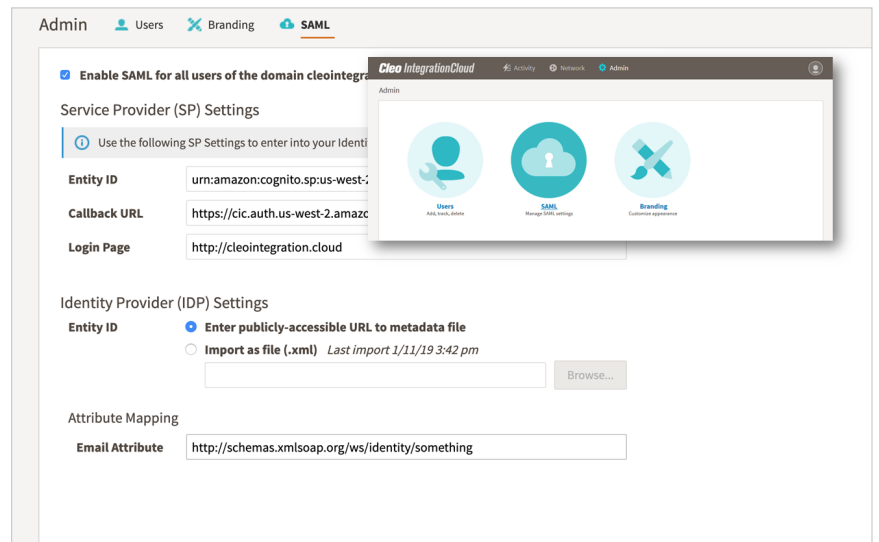 Admin Users Branding SAML
Enable SAML for all users of the domain cleointegra
Service Provider (SP) Settings
Use the following SP Settings to enter into your Identi
Entity ID urn:amazon:cognito.sp:us-west-2
Callback URL https://cic.auth.us-west-2.amazo
Login Page http://cleointegration.cloud
Cleo IntegrationCloud Activity Network Admin
Admin
Users SAML Branding
Add, track, delete Manage SAML settings Customize appearance
Identity Provider (IDP) Settings
Entity ID Enter publicly-accessible URL to metadata file
Import as file (.xml) Last import 1/11/19 3:42 pm
Browse...
Attribute Mapping
Email Attribute http://schemas.xmlsoap.org/ws/identity/something